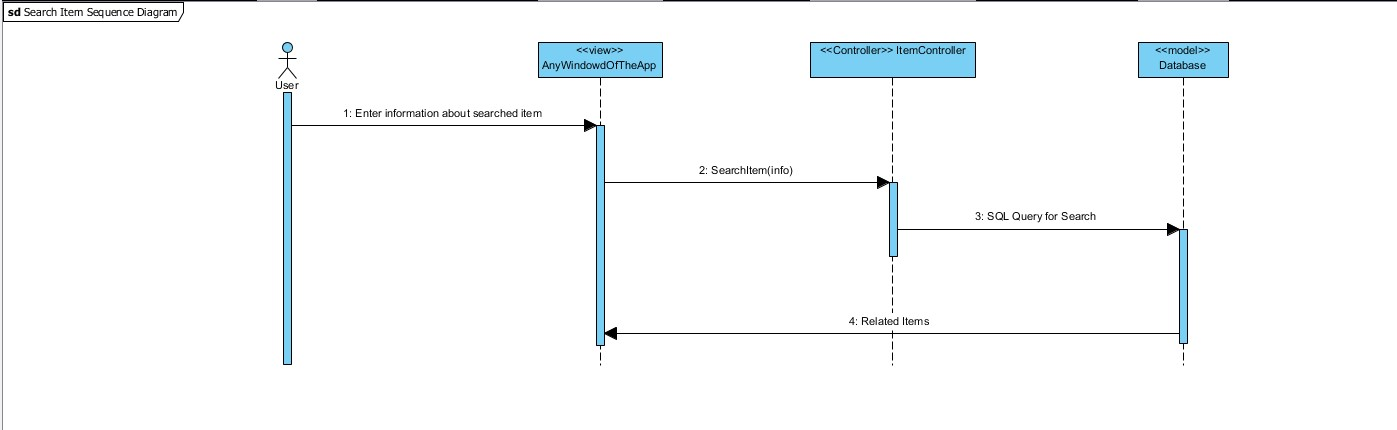 sd Search Item Sequence Diagram
<<view>>
AnyWindowdOfTheApp
<<Controller>> ItemController
<<model>>
Database
User
1: Enter information about searched item
2: SearchItem(info)
3: SQL Query for Search
4: Related Items